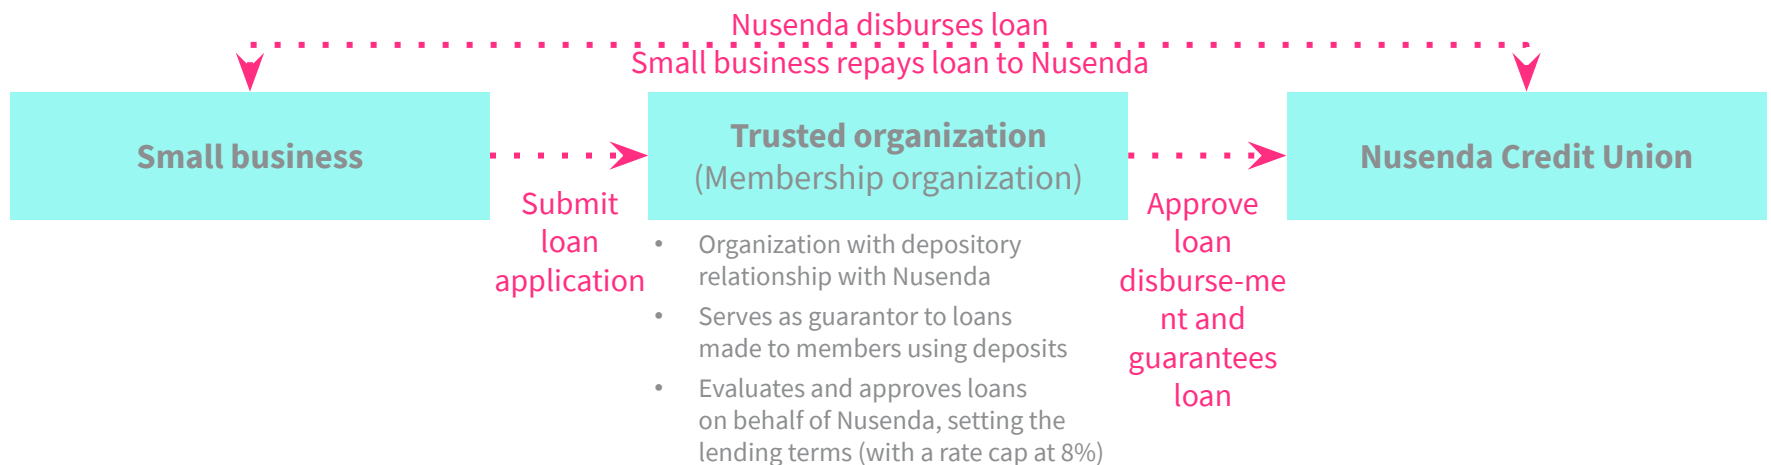 Nusenda disburses loan
Small business repays loan to Nusenda
Small business
Submit
loan
application
Trusted organization
(Membership organization)
• Organization with depository
relationship with Nusenda
• Serves as guarantor to loans
made to members using deposits
• Evaluates and approves loans
on behalf of Nusenda, setting the
lending terms (with a rate cap at 8%)
Approve
loan
disburse-me
nt and
guarantees
loan
Nusenda Credit Union